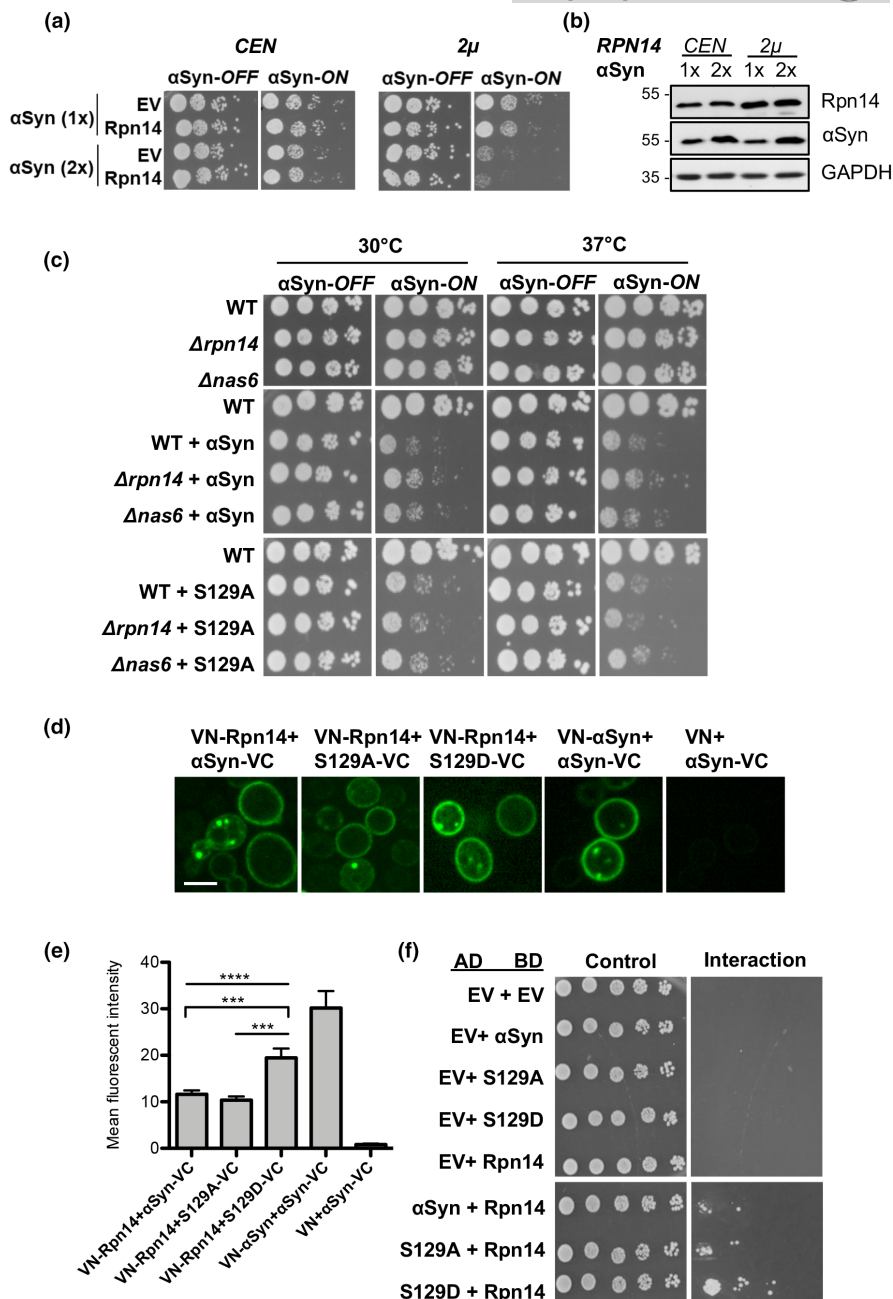 (a)
CEN
2μ
αSyn-OFF αSyn-ON αSyn-OFF αSyn-ON
αSyn (1x)
EV
Rpn14
αSyn (2x)
EV
Rpn14
(b)
RPN14 CEN 2μ
αSyn 1x 2x 1x 2x
55 - Rpn14
55 - αSyn
35 - GAPDH
(c)
30°C 37°C
αSyn-OFF αSyn-ON αSyn-OFF αSyn-ON
WT
Δrpn14
Δnas6
WT
WT + αSyn
Δrpn14 + αSyn
Δnas6 + αSyn
WT
WT + S129A
Δrpn14 + S129A
Δnas6 + S129A
(d)
VN-Rpn14+ VN-Rpn14+ VN-Rpn14+ VN-αSyn+ VN+
αSyn-VC S129A-VC S129D-VC αSyn-VC αSyn-VC
(e)
Mean fluorescent intensity
40
30
20
10
0
****
***
***
VN-Rpn14+αSyn-VC
VN-Rpn14+S129A-VC
VN-Rpn14+S129D-VC
VN-αSyn+αSyn-VC
VN+αSyn-VC
(f)
AD BD Control Interaction
EV + EV
EV+ αSyn
EV+ S129A
EV+ S129D
EV+ Rpn14
αSyn + Rpn14
S129A + Rpn14
S129D + Rpn14